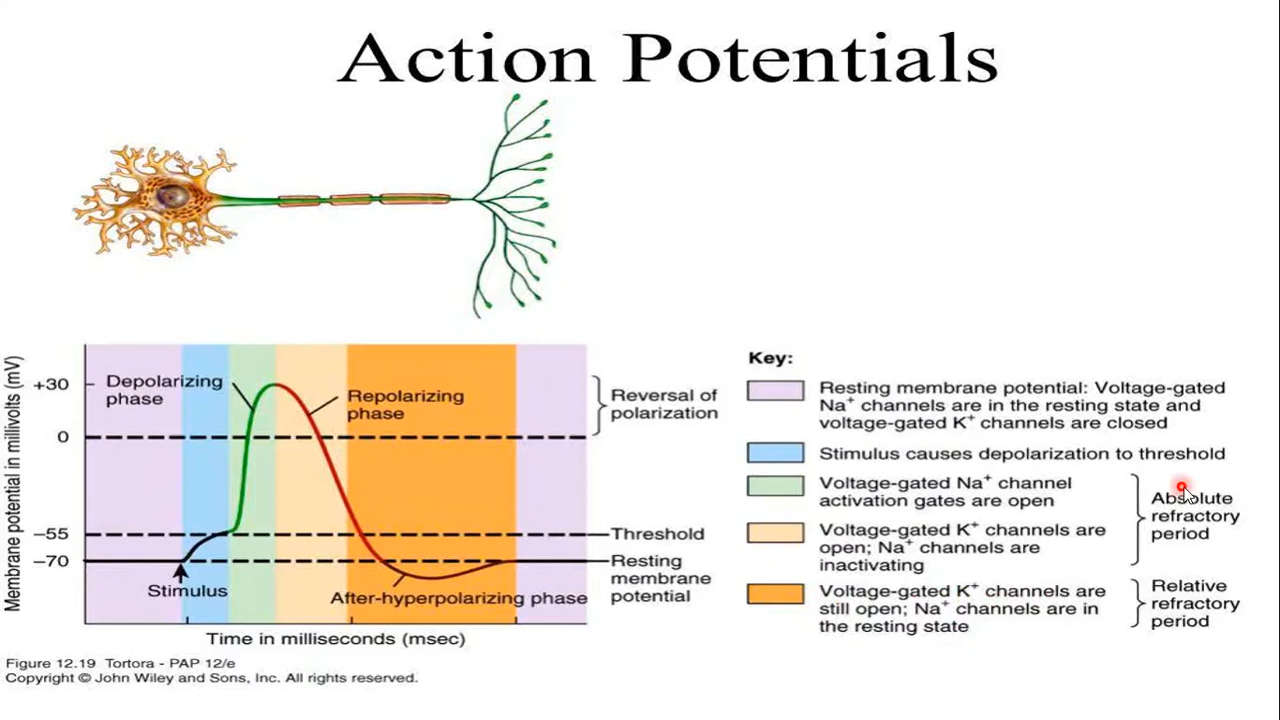 Action Potentials
Membrane potential in millivolts (mV)
+30
0
−55
−70
Depolarizing
phase
Repolarizing
phase
Stimulus
After-hyperpolarizing phase
Reversal of
polarization
Threshold
Resting
membrane
potential
Time in milliseconds (msec)
Key:
Resting membrane potential: Voltage-gated
Na+ channels are in the resting state and
voltage-gated K+ channels are closed
Stimulus causes depolarization to threshold
Voltage-gated Na+ channel
activation gates are open
Voltage-gated K+ channels are
open; Na+ channels are
inactivating
Absolute
refractory
period
Voltage-gated K+ channels are
still open; Na+ channels are in
the resting state
Relative
refractory
period
Figure 12.19 Tortora - PAP 12/e
Copyright © John Wiley and Sons, Inc. All rights reserved.